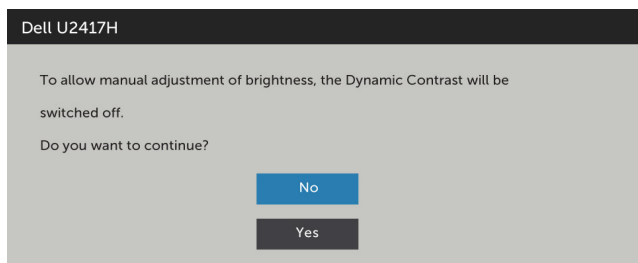 Dell U2417H
To allow manual adjustment of brightness, the Dynamic Contrast will be
switched off.
Do you want to continue?
No
Yes